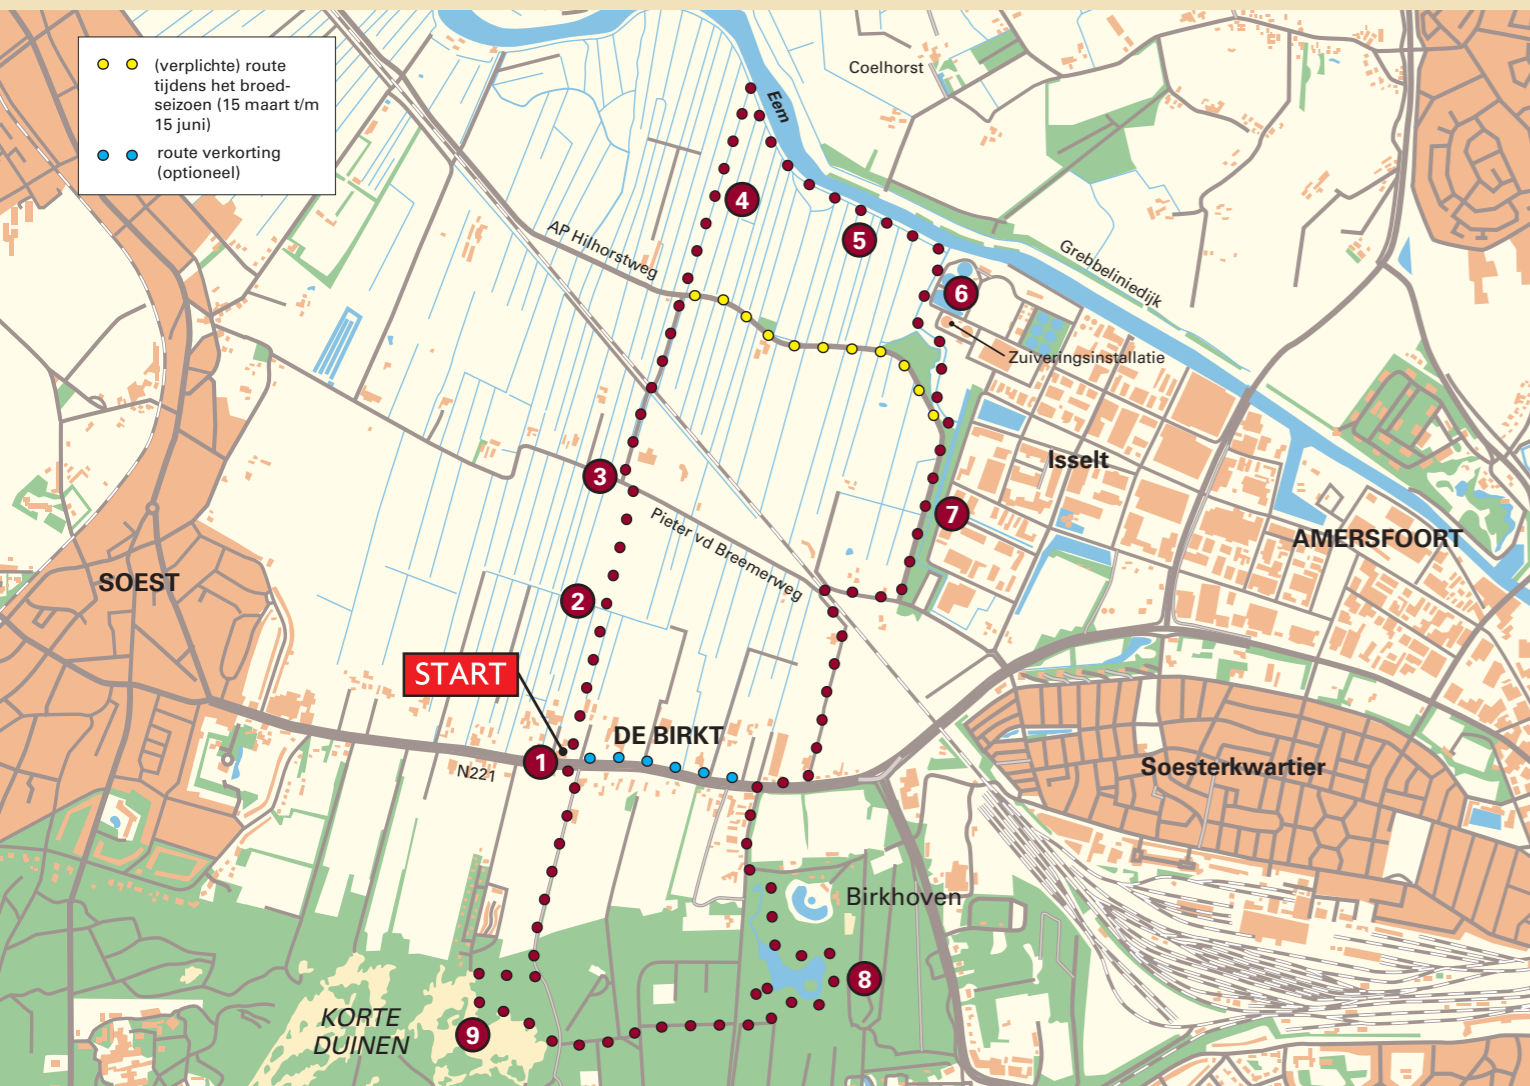 (verplichte) route
tijdens het broed-
seizoen (15 maart t/m
15 juni)
route verkorting
(optioneel)
Coelhorst
Eem
4
AP Hilhorstweg
5
Grebbeliniedijk
6
Zuiveringsinstallatie
Isselt
3
Pieter vd Breemerweg
7
AMERSFOORT
SOEST
2
START
DE BIRKT
1
N221
Soesterkwartier
Birkhoven
8
KORTE
DUINEN
9